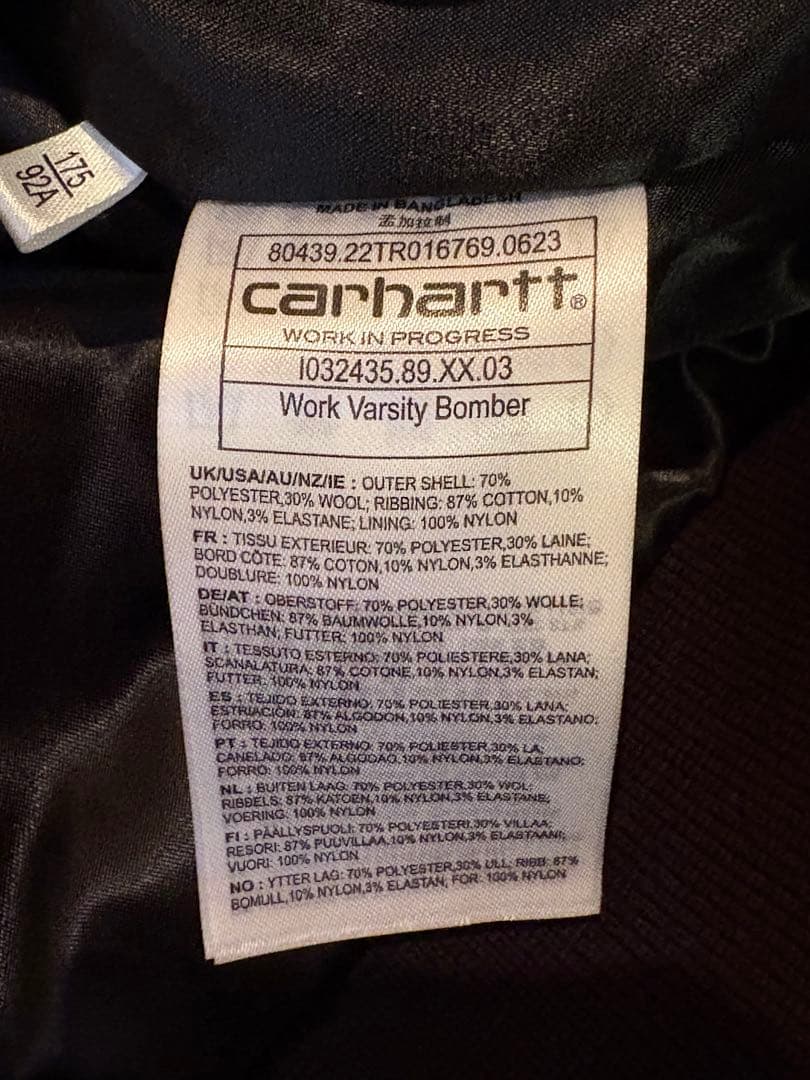 175
92A
MADE IN BANGLADESH
孟加拉制
80439.22TR016769.0623
carhartt®
WORK IN PROGRESS
I032435.89.XX.03
Work Varsity Bomber
UK/USA/AU/NZ/IE : OUTER SHELL: 70%
POLYESTER,30% WOOL; RIBBING: 87% COTTON,10%
NYLON,3% ELASTANE; LINING: 100% NYLON
FR : TISSU EXTERIEUR: 70% POLYESTER,30% LAINE;
BORD CÔTE: 87% COTON,10% NYLON,3% ELASTHANNE;
DOUBLURE: 100% NYLON
DE/AT : OBERSTOFF: 70% POLYESTER,30% WOLLE;
BÜNDCHEN: 87% BAUMWOLLE,10% NYLON,3%
ELASTHAN; FUTTER: 100% NYLON
IT : TESSUTO ESTERNO: 70% POLIESTERE,30% LANA;
SCANALATURA: 87% COTONE,10% NYLON,3% ELASTAN;
FUTTER: 100% NYLON
ES : TEJIDO EXTERNO: 70% POLIESTER,30% LANA;
ESTRIACIÓN: 87% ALGODON,10% NYLON,3% ELASTANO;
FORRO: 100% NYLON
PT : TEJIDO EXTERNO: 70% POLIESTER,30% LA;
CANELADO: 87% ALGODAO,10% NYLON,3% ELASTANO;
FORRO: 100% NYLON
NL : BUITEN LAAG: 70% POLYESTER,30% WOL;
RIBBELS: 87% KATOEN,10% NYLON,3% ELASTANE;
VOERING: 100% NYLON
FI : PÄÄLLYSPUOLI: 70% POLYESTERI,30% VILLAA;
RESORI: 87% PUUVILLAA,10% NYLON,3% ELASTAANI;
VUORI: 100% NYLON
NO : YTTER LAG: 70% POLYESTER,30% ULL; RIBB: 87%
BOMULL,10% NYLON,3% ELASTAN; FOR: 100% NYLON